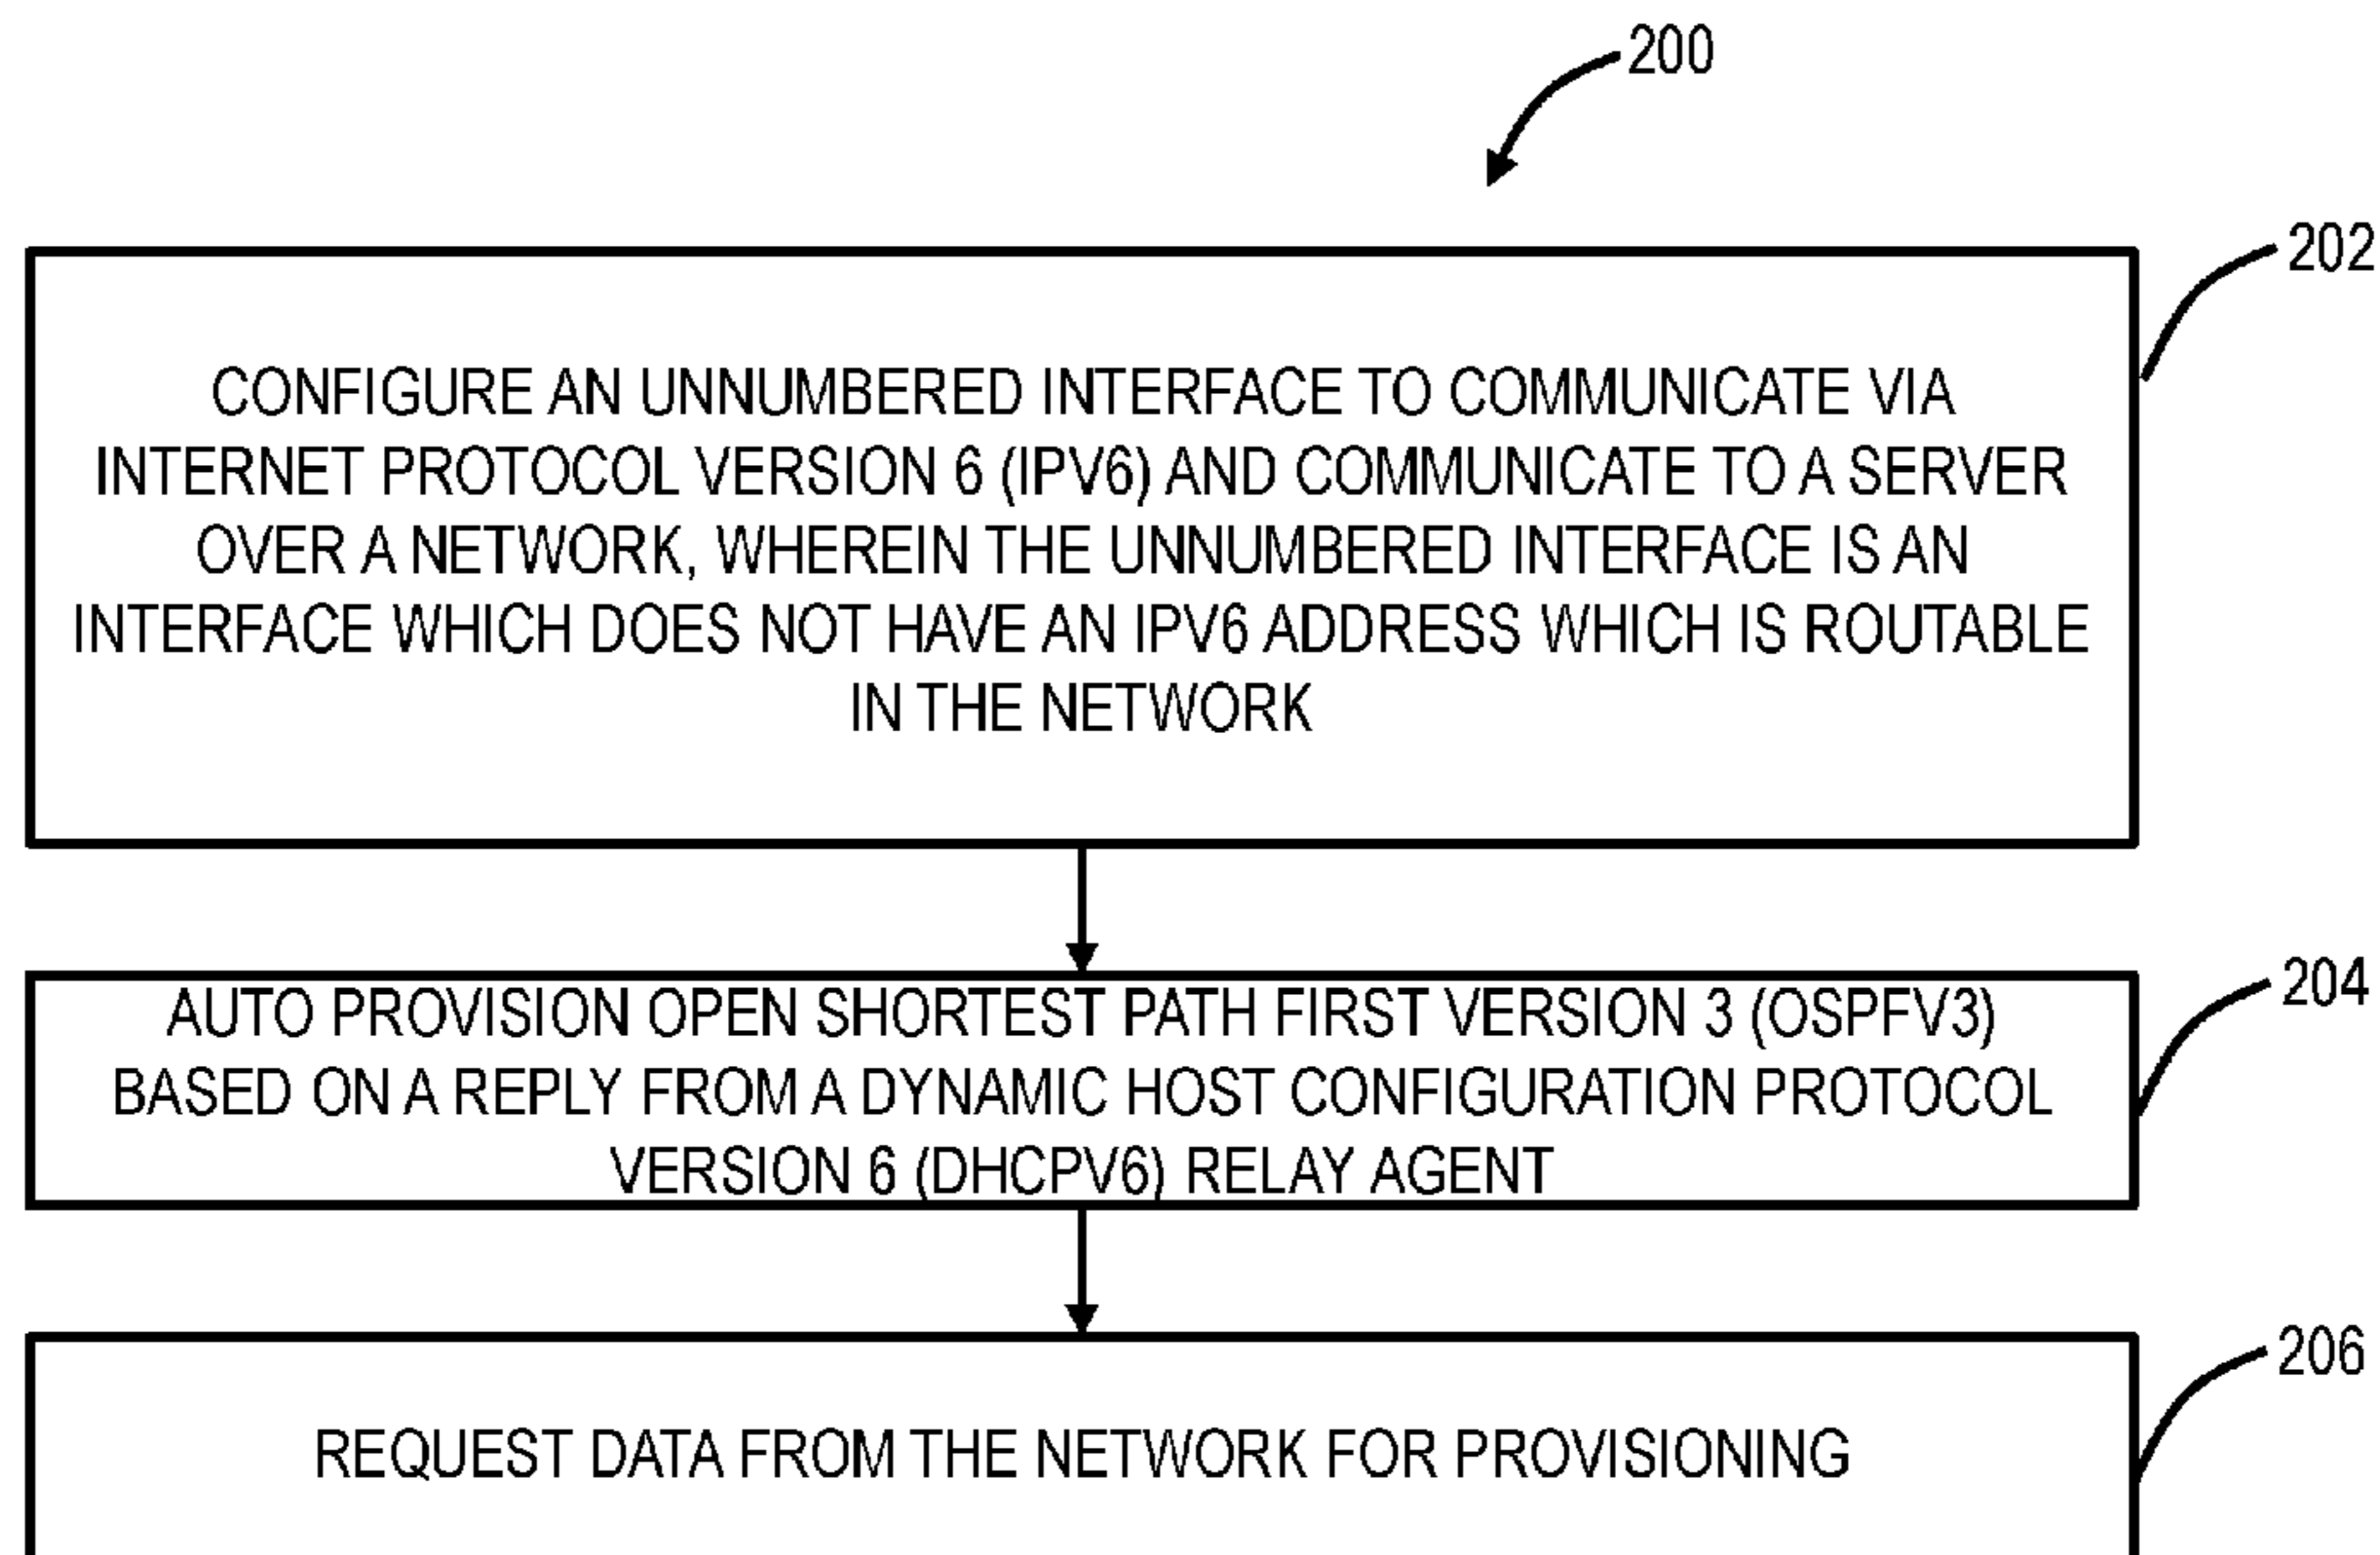 200
202
CONFIGURE AN UNNUMBERED INTERFACE TO COMMUNICATE VIA
INTERNET PROTOCOL VERSION 6 (IPV6) AND COMMUNICATE TO A SERVER
OVER A NETWORK, WHEREIN THE UNNUMBERED INTERFACE IS AN
INTERFACE WHICH DOES NOT HAVE AN IPV6 ADDRESS WHICH IS ROUTABLE
IN THE NETWORK
204
AUTO PROVISION OPEN SHORTEST PATH FIRST VERSION 3 (OSPFV3)
BASED ON A REPLY FROM A DYNAMIC HOST CONFIGURATION PROTOCOL
VERSION 6 (DHCPV6) RELAY AGENT
206
REQUEST DATA FROM THE NETWORK FOR PROVISIONING